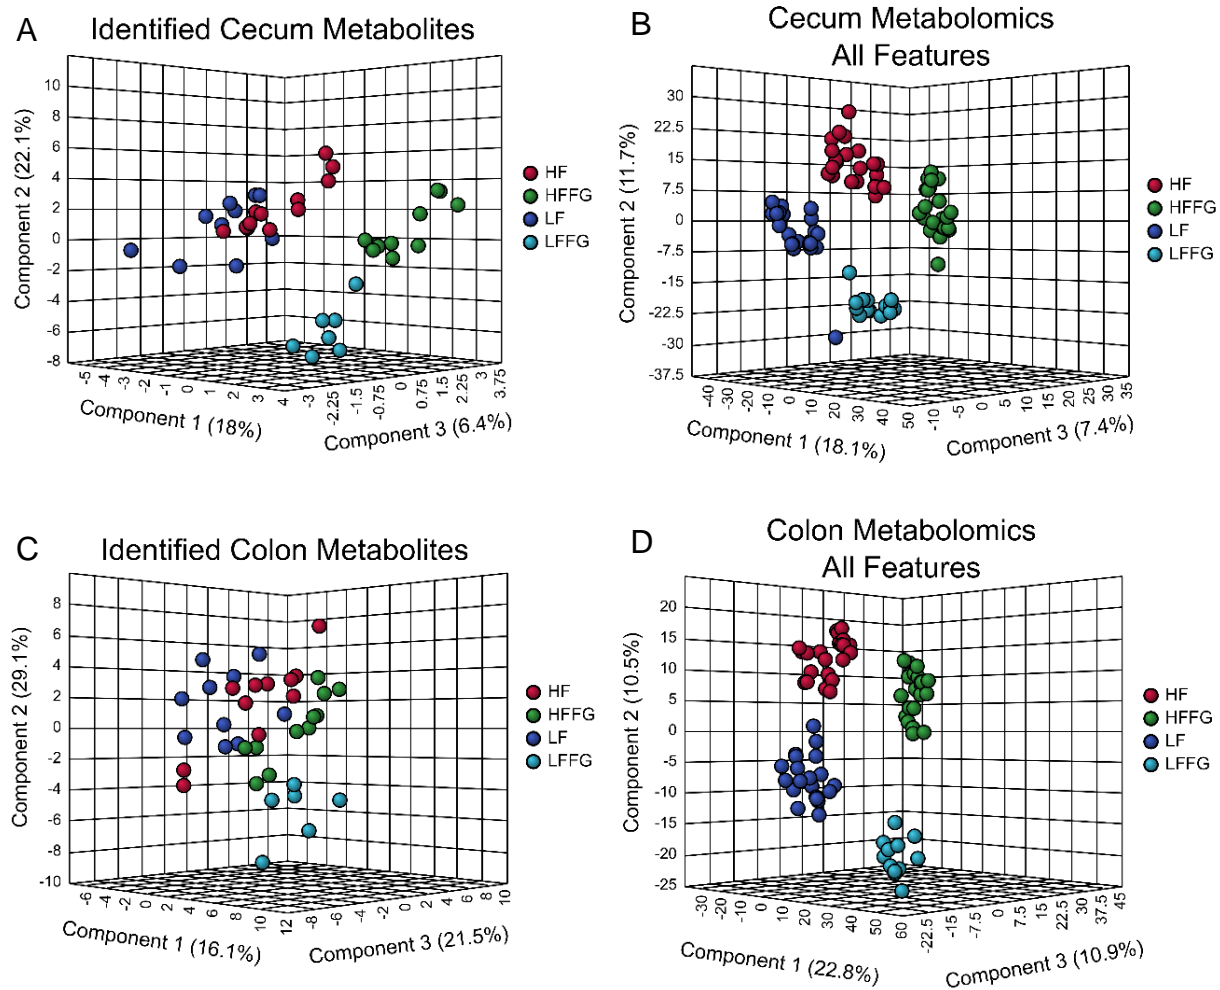 A
Identified Cecum Metabolites
Component 2 (22.1%)
10
8
6
4
2
0
-2
-4
-6
-8
-5 -4 -3 -2 -1 0 1 2 3 4
Component 1 (18%)
-3 -2.25 -1.5 -0.75 0 0.75 1.5 2.25 3 3.75
Component 3 (6.4%)
HF
HFFG
LF
LFFG
B
Cecum Metabolomics
All Features
Component 2 (11.7%)
30
22.5
15
7.5
0
-7.5
-15
-22.5
-30
-37.5
-40 -30 -20 -10 0 10 20 30 40 50
Component 1 (18.1%)
-10 -5 0 5 10 15 20 25 30 35
Component 3 (7.4%)
HF
HFFG
LF
LFFG
C
Identified Colon Metabolites
Component 2 (29.1%)
8
6
4
2
0
-2
-4
-6
-8
-10
-6 -4 -2 0 2 4 6 8 10 12
Component 1 (16.1%)
-8 -6 -4 -2 0 2 4 6 8 10
Component 3 (21.5%)
HF
HFFG
LF
LFFG
D
Colon Metabolomics
All Features
Component 2 (10.5%)
20
15
10
5
0
-5
-10
-15
-20
-25
-30 -20 -10 0 10 20 30 40 50 60
Component 1 (22.8%)
-22.5 -15 -7.5 0 7.5 15 22.5 30 37.5 45
Component 3 (10.9%)
HF
HFFG
LF
LFFG